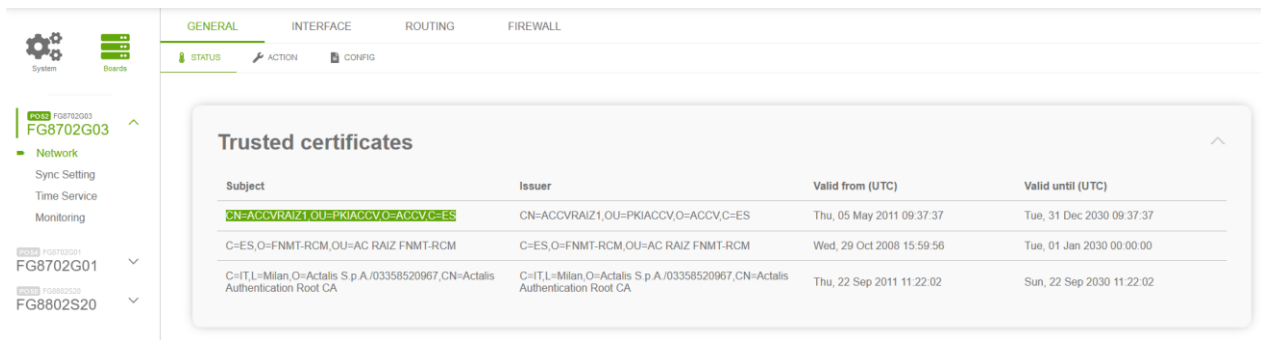 GENERAL INTERFACE ROUTING FIREWALL
System Boards
STATUS ACTION CONFIG
POS2 FG8702G03
FG8702G03
Network
Sync Setting
Time Service
Monitoring
FG8702G01
FG8702G01
FG8802S20
FG8802S20
Trusted certificates
Subject Issuer Valid from (UTC) Valid until (UTC)
CN=ACCVRAIZ1,OU=PKIACCV,O=ACCV,C=ES CN=ACCVRAIZ1,OU=PKIACCV,O=ACCV,C=ES Thu, 05 May 2011 09:37:37 Tue, 31 Dec 2030 09:37:37
C=ES,O=FNMT-RCM,OU=AC RAIZ FNMT-RCM C=ES,O=FNMT-RCM,OU=AC RAIZ FNMT-RCM Wed, 29 Oct 2008 15:59:56 Tue, 01 Jan 2030 00:00:00
C=IT,L=Milan,O=Actalis S.p.A./03358520967,CN=Actalis C=IT,L=Milan,O=Actalis S.p.A./03358520967,CN=Actalis Thu, 22 Sep 2011 11:22:02 Sun, 22 Sep 2030 11:22:02
Authentication Root CA Authentication Root CA